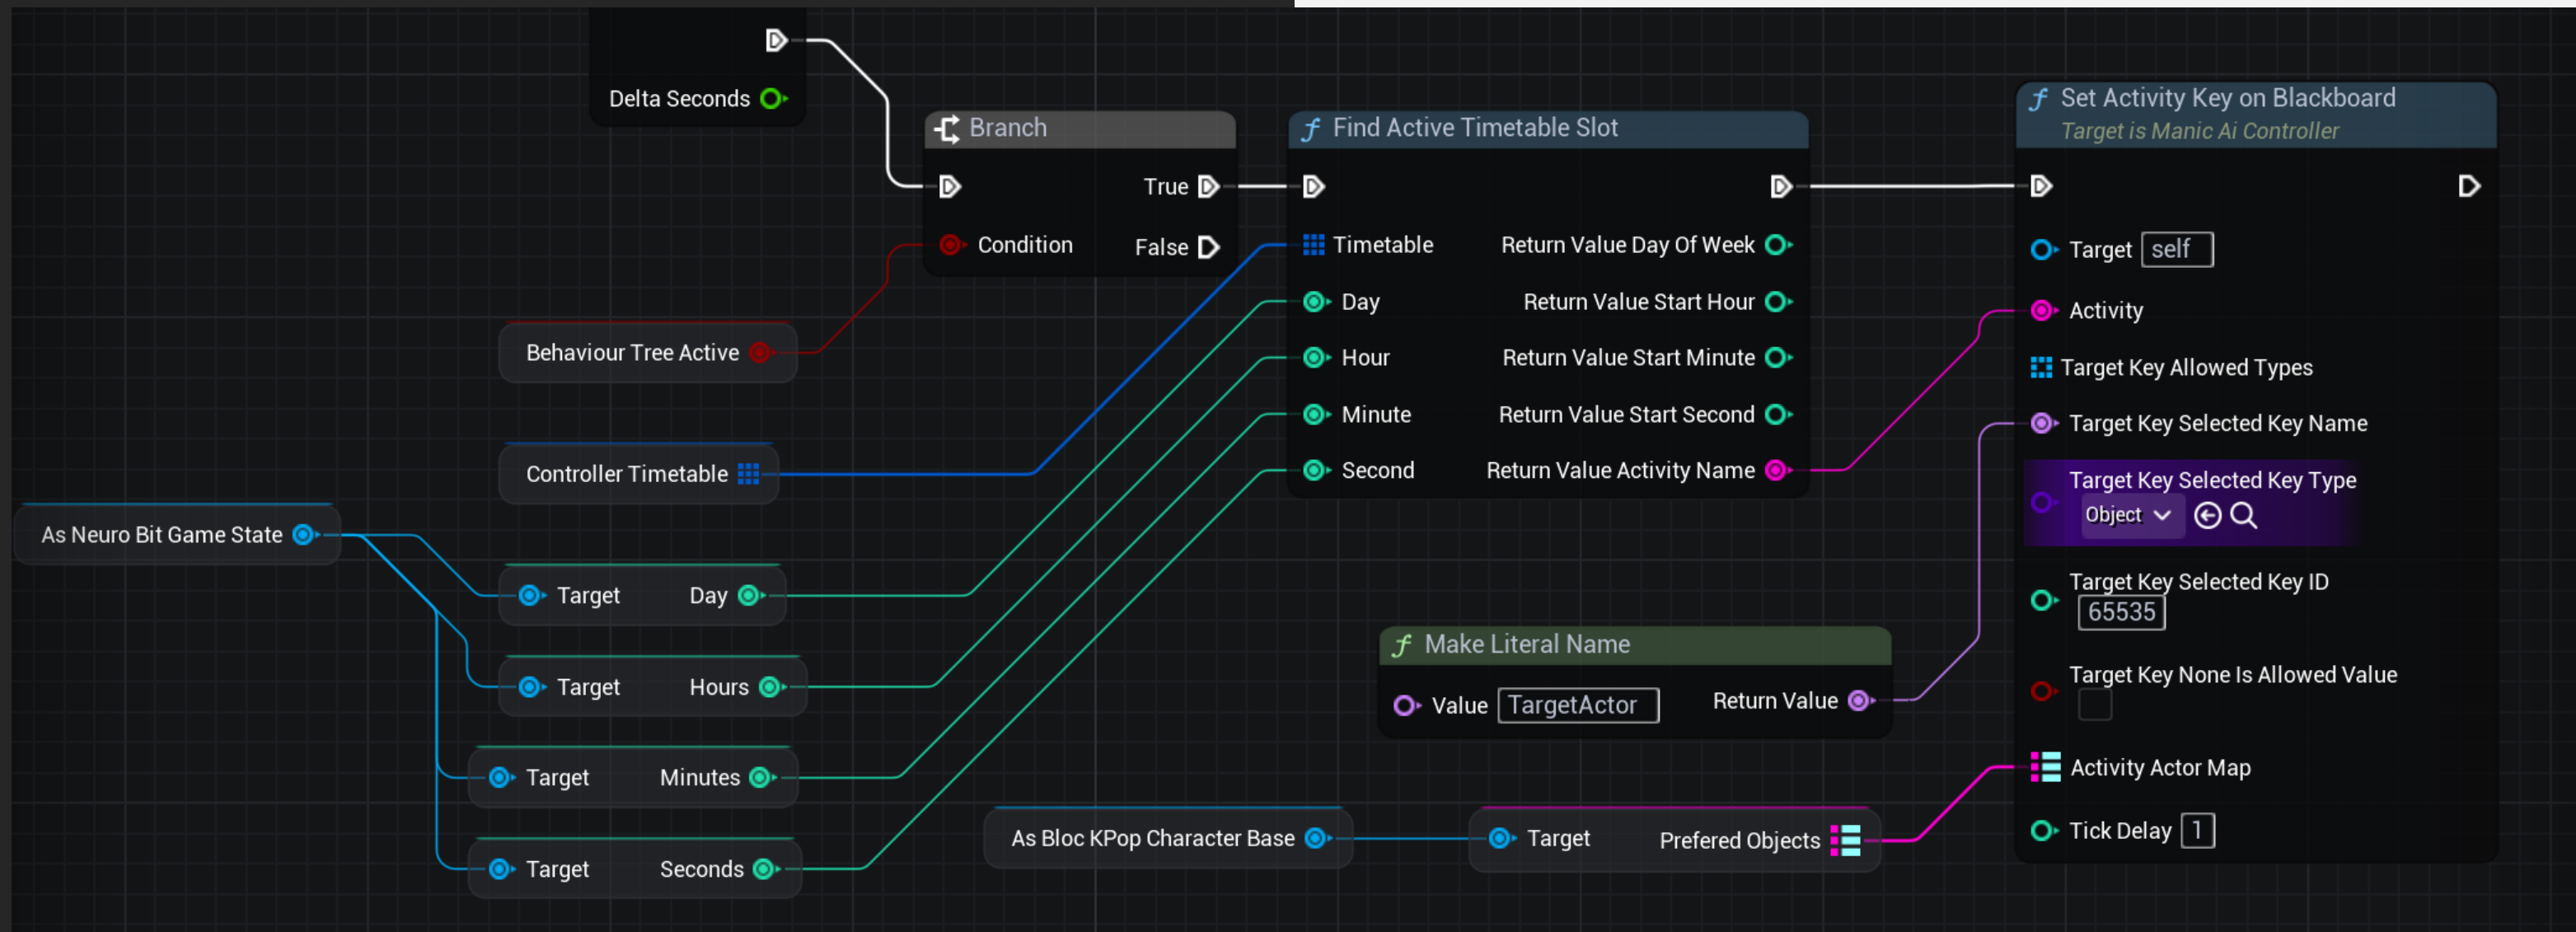 Delta Seconds
Branch
True
Condition
False
Behaviour Tree Active
Controller Timetable
As Neuro Bit Game State
Target Day
Target Hours
Target Minutes
Target Seconds
Find Active Timetable Slot
Timetable Return Value Day Of Week
Day Return Value Start Hour
Hour Return Value Start Minute
Minute Return Value Start Second
Second Return Value Activity Name
Make Literal Name
Value TargetActor Return Value
As Bloc KPop Character Base
Target Prefered Objects
Set Activity Key on Blackboard
Target is Manic Ai Controller
Target self
Activity
Target Key Allowed Types
Target Key Selected Key Name
Target Key Selected Key Type
Object
Target Key Selected Key ID
65535
Target Key None Is Allowed Value
Activity Actor Map
Tick Delay 1